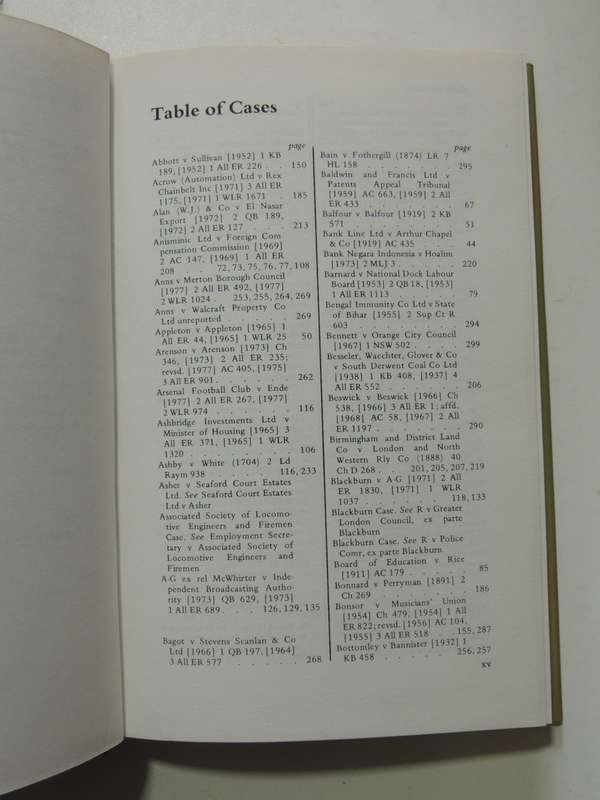 Table of Cases
page
Abbott v Sullivan [1952] 1 KB
189, [1952] 1 All ER 226 . . 150
Acrow (Automation) Ltd v Rex
Chainbelt Inc [1971] 3 All ER
1175, [1971] 1 WLR 1671 . 185
Alan (W.J.) & Co v El Nasar
Export [1972] 2 QB 189,
[1972] 2 All ER 127 . . . 213
Anisminic Ltd v Foreign Com-
pensation Commission [1969]
2 AC 147, [1969] 1 All ER
208 . . 72, 73, 75, 76, 77, 108
Anns v Merton Borough Council
[1977] 2 All ER 492, [1977]
2 WLR 1024 . 253, 255, 264, 269
Anns v Walcraft Property Co
Ltd unreported . . . . . 269
Appleton v Appleton [1965] 1
All ER 44, [1965] 1 WLR 25 50
Arenson v Arenson [1973] Ch
346, [1973] 2 All ER 235;
revsd. [1977] AC 405, [1975]
3 All ER 901 . . . . . . 262
Arsenal Football Club v Ende
[1977] 2 All ER 267, [1977]
2 WLR 974 . . . . . . 116
Ashbridge Investments Ltd v
Minister of Housing [1965] 3
All ER 371, [1965] 1 WLR
1320 . . . . . . . . 106
Ashby v White (1704) 2 Ld
Raym 938 . . . . . 116, 233
Asher v Seaford Court Estates
Ltd. See Seaford Court Estates
Ltd v Asher
Associated Society of Locomo-
tive Engineers and Firemen
Case. See Employment Secre-
tary v Associated Society of
Locomotive Engineers and
Firemen
A-G ex rel McWhirter v Inde-
pendent Broadcasting Autho-
rity [1973] QB 629, [1973]
1 All ER 689 . . . 126, 129, 135
Bagot v Stevens Scanlan & Co
Ltd [1966] 1 QB 197, [1964]
3 All ER 577 . . . . . 268
page
Bain v Fothergill (1874) LR 7
HL 158 . . . . . . . 295
Baldwin and Francis Ltd v
Patents Appeal Tribunal
[1959] AC 663, [1959] 2 All
ER 433 . . . . . . . 67
Balfour v Balfour [1919] 2 KB
571 . . . . . . . . 51
Bank Line Ltd v Arthur Chapel
& Co [1919] AC 435 . . . 44
Bank Negara Indonesia v Hoalim
[1973] 2 MLJ 3 . . . . . 220
Barnard v National Dock Labour
Board [1953] 2 QB 18, [1953]
1 All ER 1113 . . . . . 79
Bengal Immunity Co Ltd v State
of Bihar [1955] 2 Sup Ct R
603 . . . . . . . . 294
Bennett v Orange City Council
[1967] 1 NSW 502 . . . . 299
Besseler, Waechter, Glover & Co
v South Derwent Coal Co Ltd
[1938] 1 KB 408, [1937] 4
All ER 552 . . . . . . 206
Beswick v Beswick [1966] Ch
538, [1966] 3 All ER 1; affd.
[1968] AC 58, [1967] 2 All
ER 1197 . . . . . . . 290
Birmingham and District Land
Co v London and North
Western Rly Co (1888) 40
Ch D 268 . . 201, 205, 207, 219
Blackburn v A-G [1971] 2 All
ER 1830, [1971] 1 WLR
1037 . . . . . . 118, 133
Blackburn Case. See R v Greater
London Council, ex parte
Blackburn
Blackburn Case. See R v Police
Comr, ex parte Blackburn
Board of Education v Rice
[1911] AC 179 . . . . . 85
Bonnard v Perryman [1891] 2
Ch 269 . . . . . . . 186
Bonsor v Musicians' Union
[1954] Ch 479, [1954] 1 All
ER 822; revsd. [1956] AC 104,
[1955] 3 All ER 518 . . 155, 287
Bottomley v Bannister [1932] 1
KB 458 . . . . . . 256, 257
xv